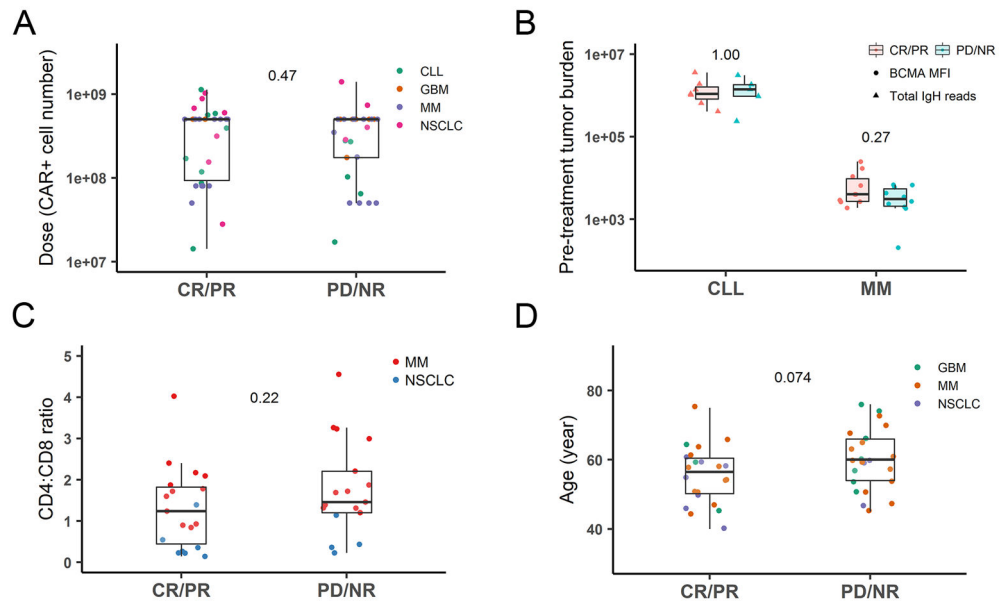 A
Dose (CAR+ cell number)
1e+09
1e+08
1e+07
0.47
CLL
GBM
MM
NSCLC
CR/PR
PD/NR
B
Pre-treatment tumor burden
1e+07
1e+05
1e+03
1.00
0.27
CR/PR
PD/NR
BCMA MFI
Total IgH reads
CLL
MM
C
CD4:CD8 ratio
5
4
3
2
1
0
0.22
MM
NSCLC
CR/PR
PD/NR
D
Age (year)
80
60
40
0.074
GBM
MM
NSCLC
CR/PR
PD/NR